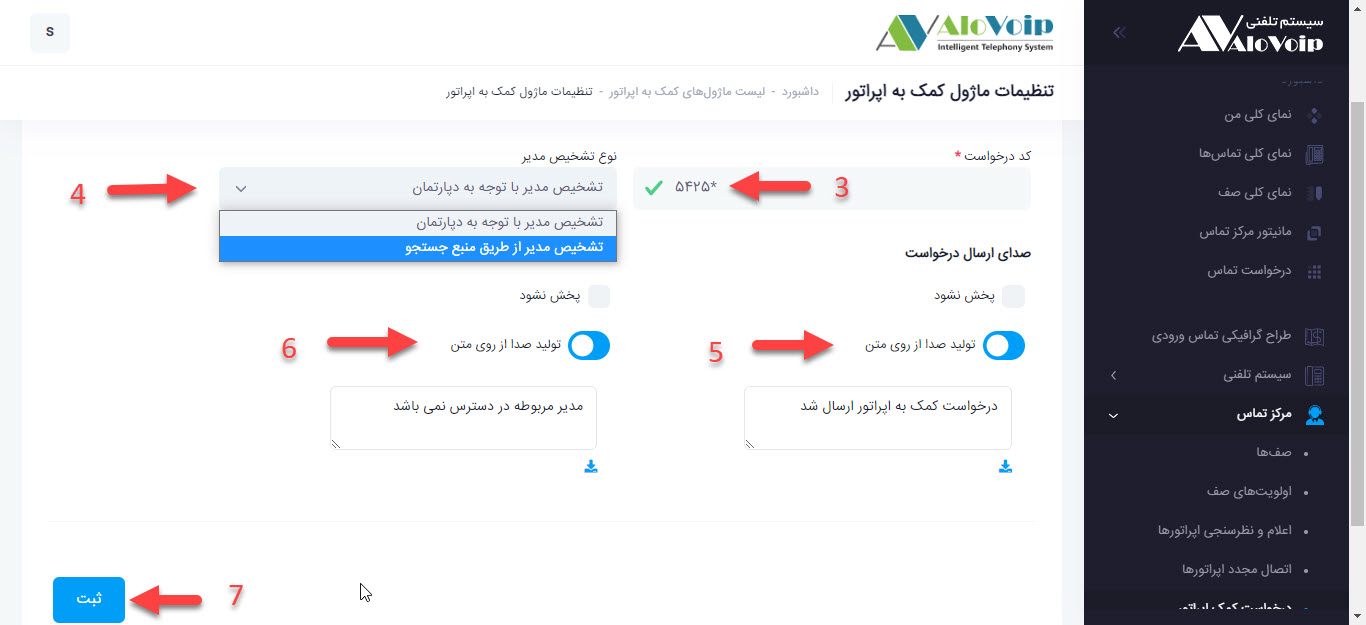 سیستم تلفنی
AloVoip
داشبورد
نمای کلی من
نمای کلی تماس‌ها
نمای کلی صف
مانیتور مرکز تماس
درخواست تماس
طراح گرافیکی تماس ورودی
سیستم تلفنی
مرکز تماس
صف‌ها
اولویت‌های صف
اعلام و نظرسنجی اپراتورها
اتصال مجدد اپراتورها
درخواست کمک اپراتور
AloVoip
Intelligent Telephony System
S
تنظیمات ماژول کمک به اپراتور
داشبورد - لیست ماژول‌های کمک به اپراتور - تنظیمات ماژول کمک به اپراتور
کد درخواست *
*۵۴۲۵
3
نوع تشخیص مدیر
تشخیص مدیر با توجه به دپارتمان
4
تشخیص مدیر با توجه به دپارتمان
تشخیص مدیر از طریق منبع جستجو
صدای ارسال درخواست
پخش نشود
تولید صدا از روی متن
5
درخواست کمک به اپراتور ارسال شد
پخش نشود
تولید صدا از روی متن
6
مدیر مربوطه در دسترس نمی باشد
ثبت
7